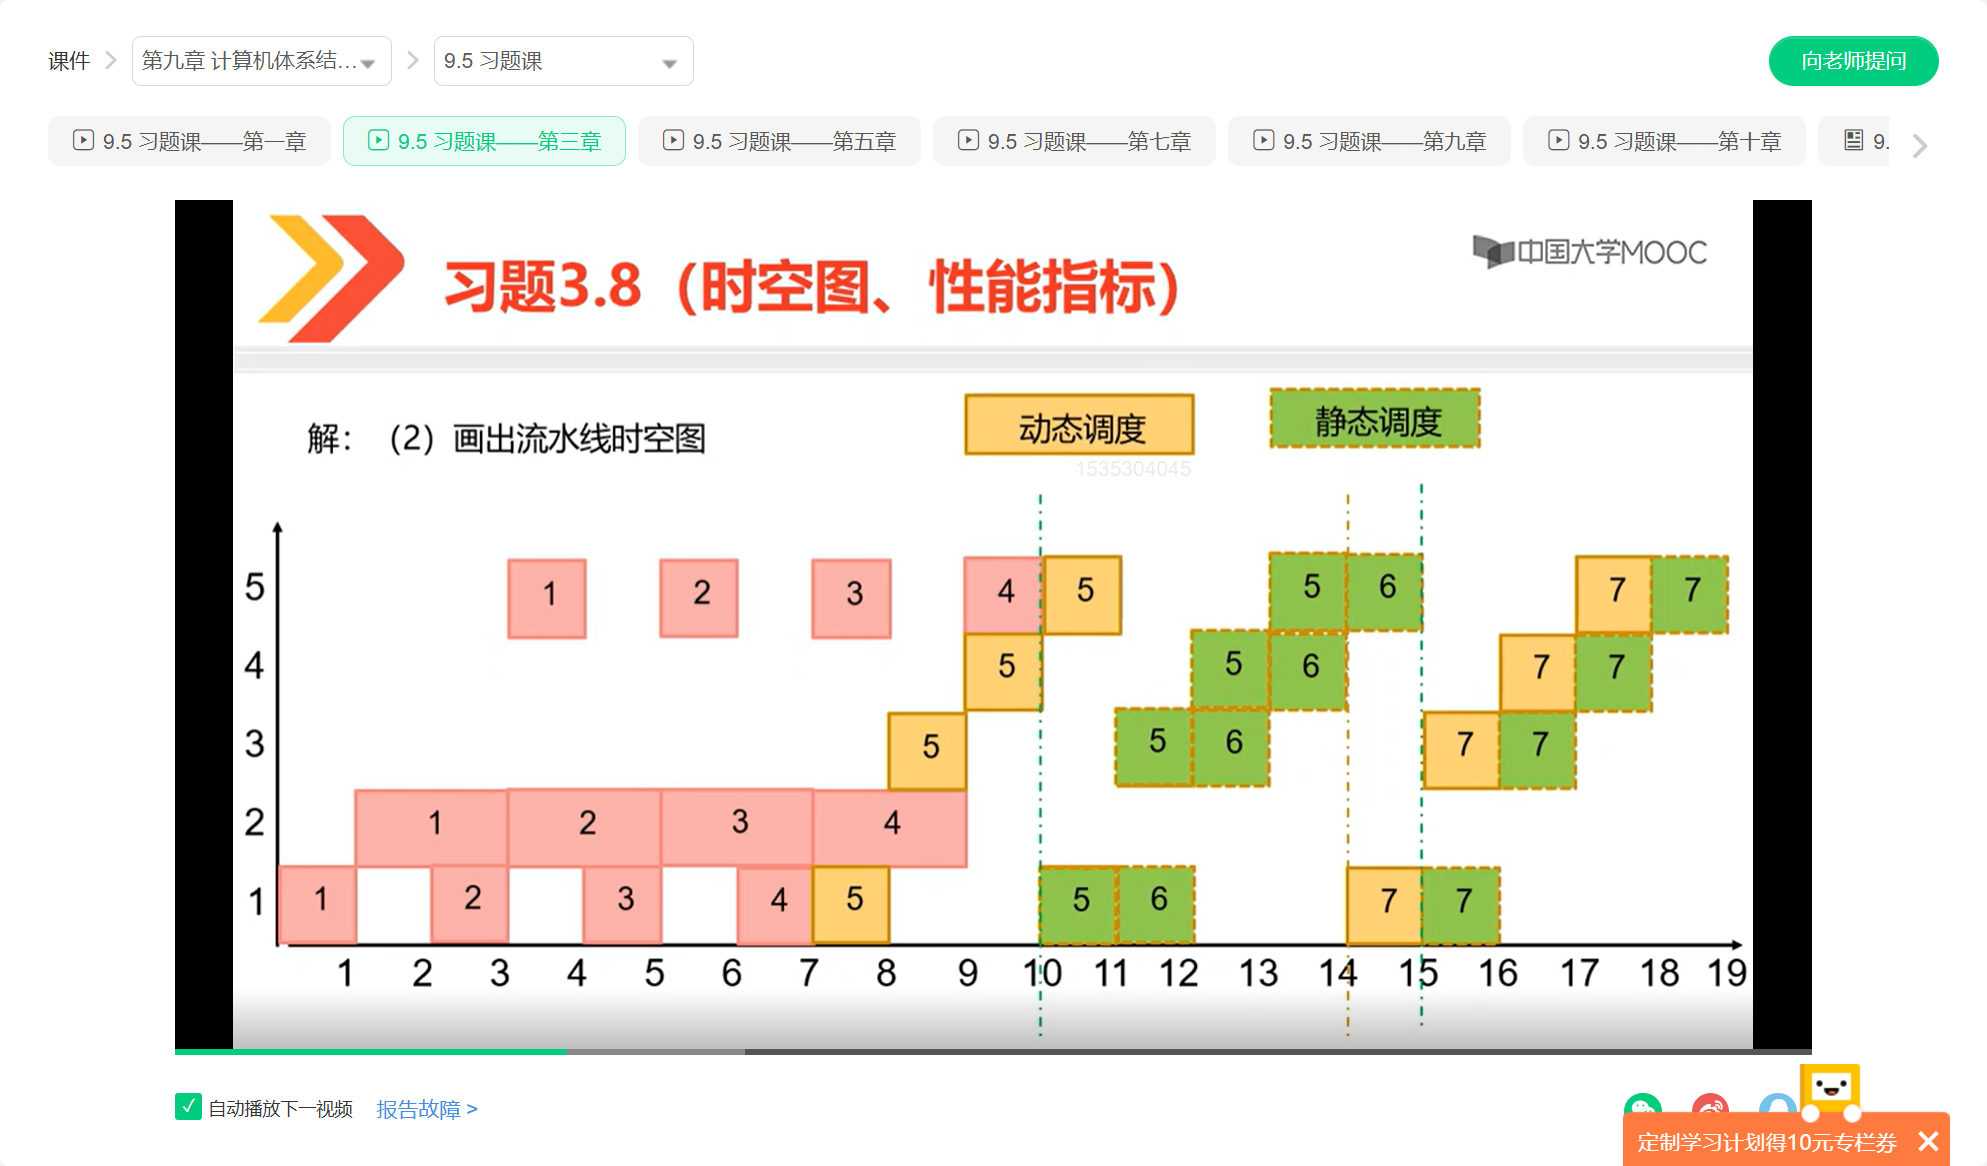 课件
第九章 计算机体系结...
9.5 习题课
向老师提问
9.5 习题课——第一章
9.5 习题课——第三章
9.5 习题课——第五章
9.5 习题课——第七章
9.5 习题课——第九章
9.5 习题课——第十章
9.
习题3.8（时空图、性能指标）
中国大学MOOC
解：（2）画出流水线时空图
动态调度
静态调度
1535304045
5 1 2 3 4 5 5 6 7 7
4 5 5 6 7 7
3 5 5 6 7 7
2 1 2 3 4
1 1 2 3 4 5 5 6 7 7
1 2 3 4 5 6 7 8 9 10 11 12 13 14 15 16 17 18 19
自动播放下一视频
报告故障 >
定制学习计划得10元专栏券